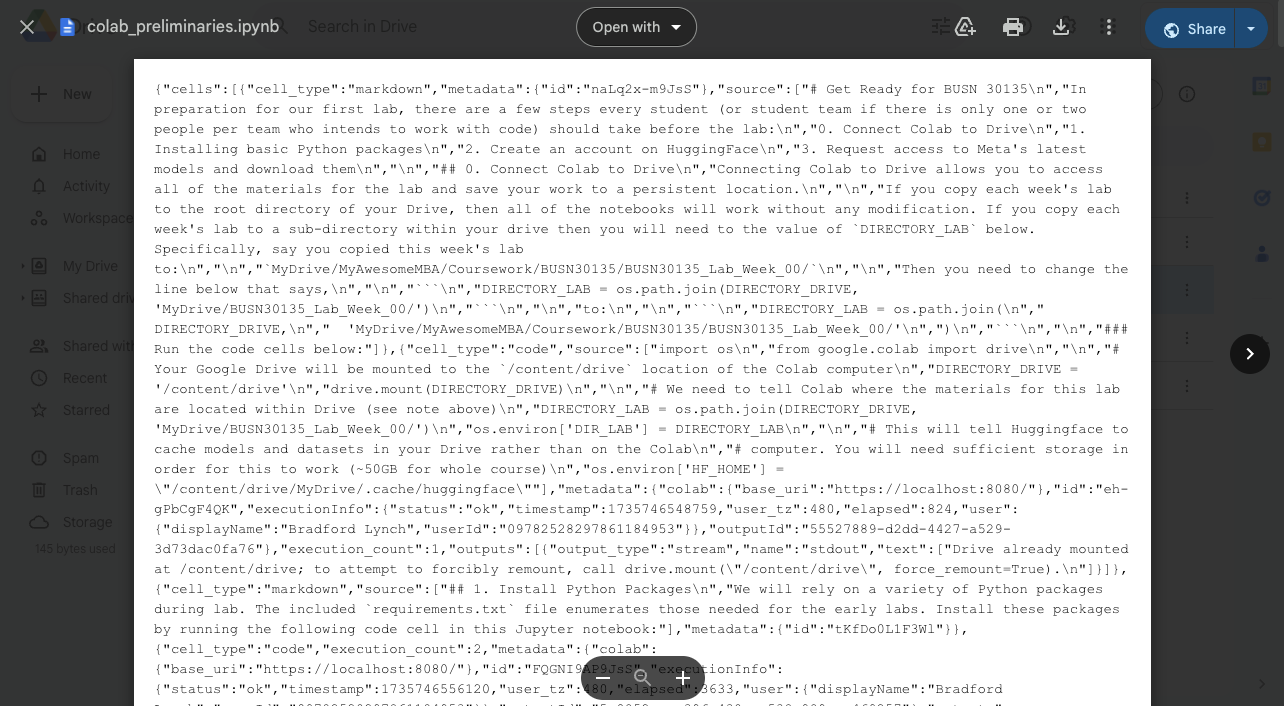 colab_preliminaries.ipynb
Search in Drive
Open with
Share
New
Home
Activity
Workspace
My Drive
Shared driv
Shared with
Recent
Starred
Spam
Trash
Storage
145 bytes used
{"cells":[{"cell_type":"markdown","metadata":{"id":"naLq2x-m9JsS"},"source":["# Get Ready for BUSN 30135\n","In
preparation for our first lab, there are a few steps every student (or student team if there is only one or two
people per team who intends to work with code) should take before the lab:\n","0. Connect Colab to Drive\n","1.
Installing basic Python packages\n","2. Create an account on HuggingFace\n","3. Request access to Meta's latest
models and download them\n","\n","## 0. Connect Colab to Drive\n","Connecting Colab to Drive allows you to access
all of the materials for the lab and save your work to a persistent location.\n","\n","If you copy each week's lab
to the root directory of your Drive, then all of the notebooks will work without any modification. If you copy each
week's lab to a sub-directory within your drive then you will need to the value of `DIRECTORY_LAB` below.
Specifically, say you copied this week's lab
to:\n","\n","`MyDrive/MyAwesomeMBA/Coursework/BUSN30135/BUSN30135_Lab_Week_00/`\n","\n","Then you need to change the
line below that says,\n","\n","```\n","DIRECTORY_LAB = os.path.join(DIRECTORY_DRIVE,
'MyDrive/BUSN30135_Lab_Week_00/')\n","```\n","\n","to:\n","\n","```\n","DIRECTORY_LAB = os.path.join(\n","
DIRECTORY_DRIVE,\n","  'MyDrive/MyAwesomeMBA/Coursework/BUSN30135/BUSN30135_Lab_Week_00/'\n",")\n","```\n","\n","###
Run the code cells below:"]},{"cell_type":"code","source":["import os\n","from google.colab import drive\n","\n","#
Your Google Drive will be mounted to the `/content/drive` location of the Colab computer\n","DIRECTORY_DRIVE =
'/content/drive'\n","drive.mount(DIRECTORY_DRIVE)\n","\n","# We need to tell Colab where the materials for this lab
are located within Drive (see note above)\n","DIRECTORY_LAB = os.path.join(DIRECTORY_DRIVE,
'MyDrive/BUSN30135_Lab_Week_00/')\n","os.environ['DIR_LAB'] = DIRECTORY_LAB\n","\n","# This will tell Huggingface to
cache models and datasets in your Drive rather than on the Colab\n","# computer. You will need sufficient storage in
order for this to work (~50GB for whole course)\n","os.environ['HF_HOME'] =
\"/content/drive/MyDrive/.cache/huggingface\""],"metadata":{"colab":{"base_uri":"https://localhost:8080/"},"id":"eh-
gPbCgF4QK","executionInfo":{"status":"ok","timestamp":1735746548759,"user_tz":480,"elapsed":824,"user":
{"displayName":"Bradford Lynch","userId":"09782528297861184953"}},"outputId":"55527889-d2dd-4427-a529-
3d73dac0fa76"},"execution_count":1,"outputs":[{"output_type":"stream","name":"stdout","text":["Drive already mounted
at /content/drive; to attempt to forcibly remount, call drive.mount(\"/content/drive\", force_remount=True).\n"]}]},
{"cell_type":"markdown","source":["## 1. Install Python Packages\n","We will rely on a variety of Python packages
during lab. The included `requirements.txt` file enumerates those needed for the early labs. Install these packages
by running the following code cell in this Jupyter notebook:"],"metadata":{"id":"tKfDo0L1F3Wl"}},
{"cell_type":"code","execution_count":2,"metadata":{"colab":
{"base_uri":"https://localhost:8080/"},"id":"FQGNI9AP9JsS","executionInfo":
{"status":"ok","timestamp":1735746556120,"user_tz":480,"elapsed":3633,"user":{"displayName":"Bradford